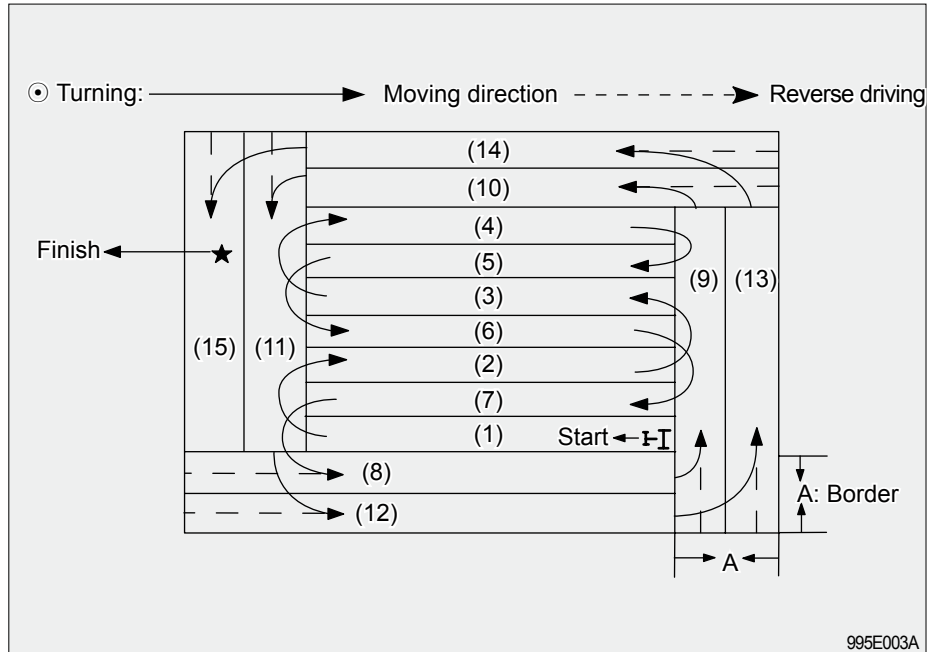 Turning: Moving direction Reverse driving
(14)
(10)
(4)
Finish (5)
(9) (13)
(3)
(6)
(15) (11)
(2)
(7)
(1) Start
(8)
A: Border
(12)
A
995E003A